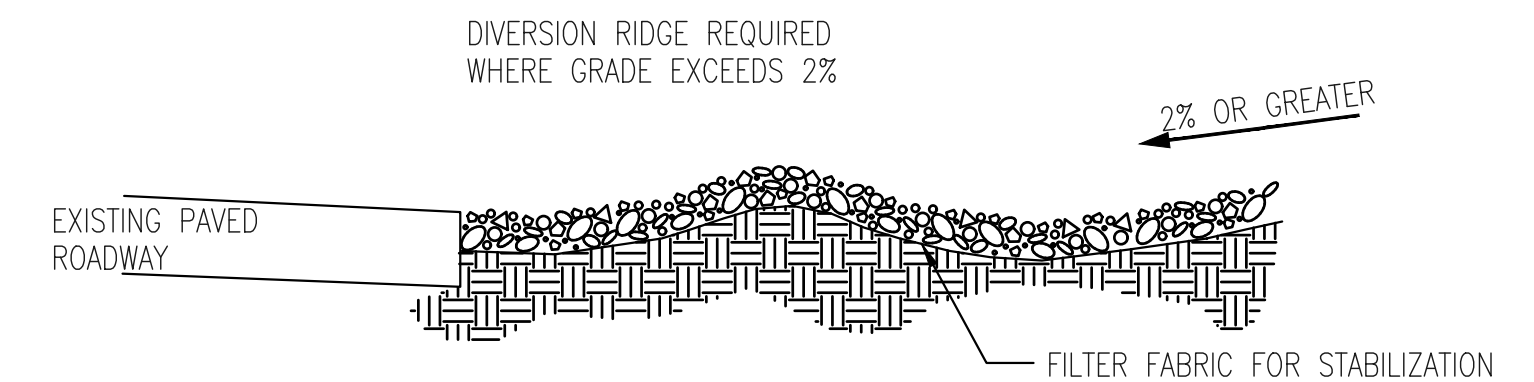 DIVERSION RIDGE REQUIRED
WHERE GRADE EXCEEDS 2%
2% OR GREATER
EXISTING PAVED
ROADWAY
FILTER FABRIC FOR STABILIZATION